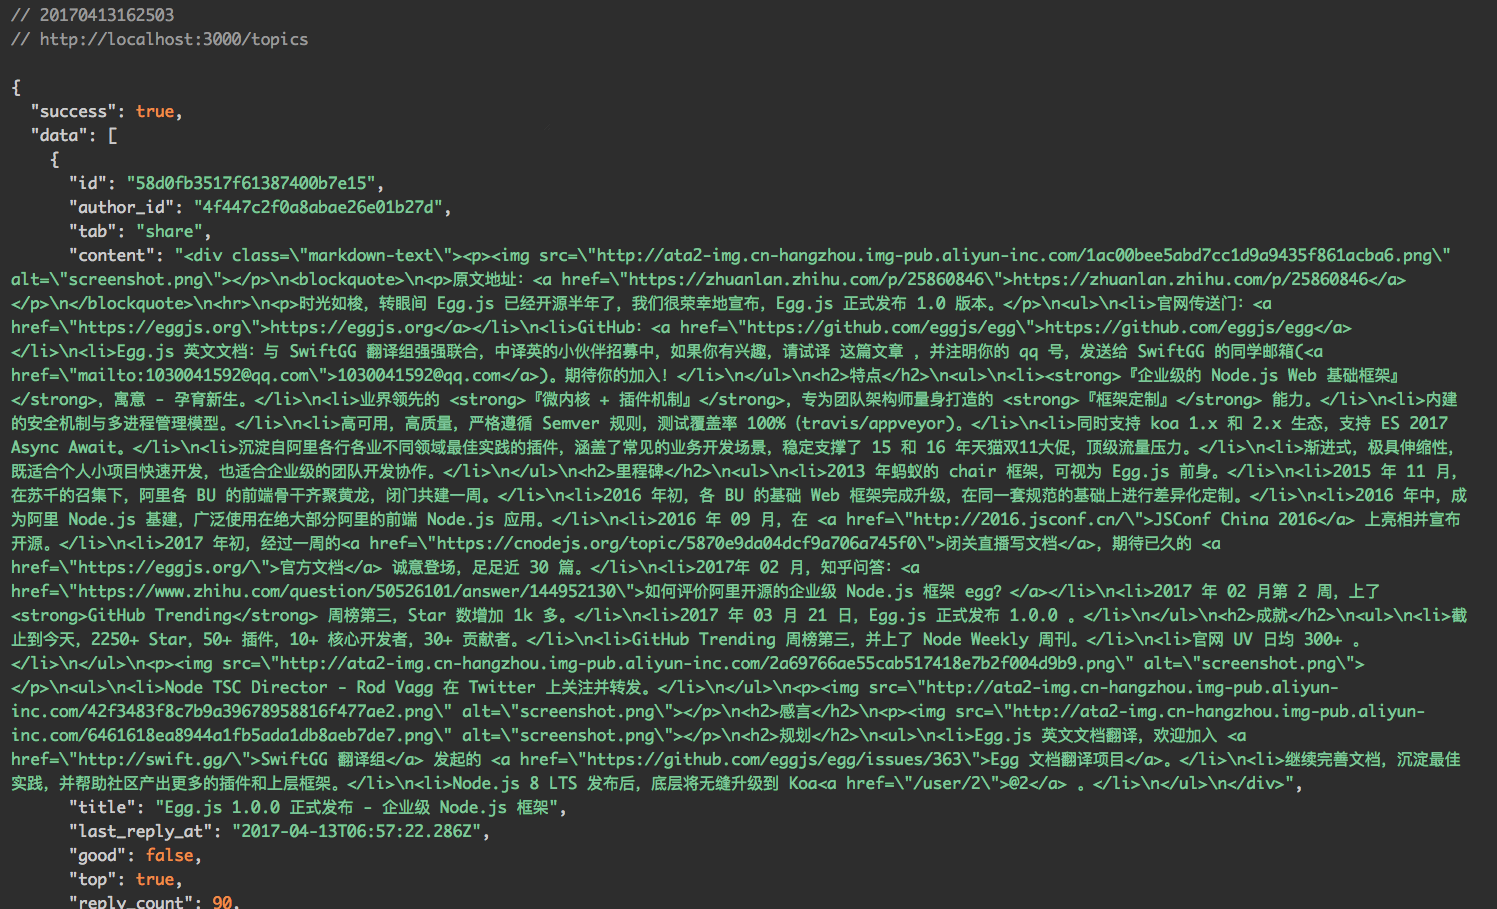 // 20170413162503
// http://localhost:3000/topics
{
"success": true,
"data": [
{
"id": "58d0fb3517f61387400b7e15",
"author_id": "4f447c2f0a8abae26e01b27d",
"tab": "share",
"content": "<div class=\"markdown-text\"><p><img src=\"http://ata2-img.cn-hangzhou.img-pub.aliyun-inc.com/1ac00bee5abd7cc1d9a9435f861acba6.png\"
alt=\"screenshot.png\"></p>\n<blockquote>\n<p>原文地址：<a href=\"https://zhuanlan.zhihu.com/p/25860846\">https://zhuanlan.zhihu.com/p/25860846</a>
</p>\n</blockquote>\n<hr>\n<p>时光如梭，转眼间 Egg.js 已经开源半年了，我们很荣幸地宣布，Egg.js 正式发布 1.0 版本。</p>\n<ul>\n<li>官网传送门：<a
href=\"https://eggjs.org\">https://eggjs.org</a></li>\n<li>GitHub：<a href=\"https://github.com/eggjs/egg\">https://github.com/eggjs/egg</a>
</li>\n<li>Egg.js 英文文档：与 SwiftGG 翻译组强强联合，中译英的小伙伴招募中，如果你有兴趣，请试译 这篇文章 ，并注明你的 qq 号，发送给 SwiftGG 的同学邮箱(<a
href=\"mailto:1030041592@qq.com\">1030041592@qq.com</a>)。期待你的加入！</li>\n</ul>\n<h2>特点</h2>\n<ul>\n<li><strong>『企业级的 Node.js Web 基础框架』
</strong>，寓意 - 孕育新生。</li>\n<li>业界领先的 <strong>『微内核 + 插件机制』</strong>，专为团队架构师量身打造的 <strong>『框架定制』</strong> 能力。</li>\n<li>内建
的安全机制与多进程管理模型。</li>\n<li>高可用，高质量，严格遵循 Semver 规则，测试覆盖率 100% (travis/appveyor)。</li>\n<li>同时支持 koa 1.x 和 2.x 生态，支持 ES 2017
Async Await。</li>\n<li>沉淀自阿里各行各业不同领域最佳实践的插件，涵盖了常见的业务开发场景，稳定支撑了 15 和 16 年天猫双11大促，顶级流量压力。</li>\n<li>渐进式，极具伸缩性，
既适合个人小项目快速开发，也适合企业级的团队开发协作。</li>\n</ul>\n<h2>里程碑</h2>\n<ul>\n<li>2013 年蚂蚁的 chair 框架，可视为 Egg.js 前身。</li>\n<li>2015 年 11 月，
在苏千的召集下，阿里各 BU 的前端骨干齐聚黄龙，闭门共建一周。</li>\n<li>2016 年初，各 BU 的基础 Web 框架完成升级，在同一套规范的基础上进行差异化定制。</li>\n<li>2016 年中，成
为阿里 Node.js 基建，广泛使用在绝大部分阿里的前端 Node.js 应用。</li>\n<li>2016 年 09 月，在 <a href=\"http://2016.jsconf.cn/\">JSConf China 2016</a> 上亮相并宣布
开源。</li>\n<li>2017 年初，经过一周的<a href=\"https://cnodejs.org/topic/5870e9da04dcf9a706a745f0\">闭关直播写文档</a>，期待已久的 <a
href=\"https://eggjs.org/\">官方文档</a> 诚意登场，足足近 30 篇。</li>\n<li>2017年 02 月，知乎问答：<a
href=\"https://www.zhihu.com/question/50526101/answer/144952130\">如何评价阿里开源的企业级 Node.js 框架 egg？</a></li>\n<li>2017 年 02 月第 2 周，上了
<strong>GitHub Trending</strong> 周榜第三，Star 数增加 1k 多。</li>\n<li>2017 年 03 月 21 日，Egg.js 正式发布 1.0.0 。</li>\n</ul>\n<h2>成就</h2>\n<ul>\n<li>截
止到今天，2250+ Star，50+ 插件，10+ 核心开发者，30+ 贡献者。</li>\n<li>GitHub Trending 周榜第三，并上了 Node Weekly 周刊。</li>\n<li>官网 UV 日均 300+ 。
</li>\n</ul>\n<p><img src=\"http://ata2-img.cn-hangzhou.img-pub.aliyun-inc.com/2a69766ae55cab517418e7b2f004d9b9.png\" alt=\"screenshot.png\">
</p>\n<ul>\n<li>Node TSC Director - Rod Vagg 在 Twitter 上关注并转发。</li>\n</ul>\n<p><img src=\"http://ata2-img.cn-hangzhou.img-pub.aliyun-
inc.com/42f3483f8c7b9a39678958816f477ae2.png\" alt=\"screenshot.png\"></p>\n<h2>感言</h2>\n<p><img src=\"http://ata2-img.cn-hangzhou.img-pub.aliyun-
inc.com/6461618ea8944a1fb5ada1db8aeb7de7.png\" alt=\"screenshot.png\"></p>\n<h2>规划</h2>\n<ul>\n<li>Egg.js 英文文档翻译，欢迎加入 <a
href=\"http://swift.gg/\">SwiftGG 翻译组</a> 发起的 <a href=\"https://github.com/eggjs/egg/issues/363\">Egg 文档翻译项目</a>。</li>\n<li>继续完善文档，沉淀最佳
实践，并帮助社区产出更多的插件和上层框架。</li>\n<li>Node.js 8 LTS 发布后，底层将无缝升级到 Koa<a href=\"/user/2\">@2</a> 。</li>\n</ul>\n</div>",
"title": "Egg.js 1.0.0 正式发布 - 企业级 Node.js 框架",
"last_reply_at": "2017-04-13T06:57:22.286Z",
"good": false,
"top": true,
"reply_count": 90,